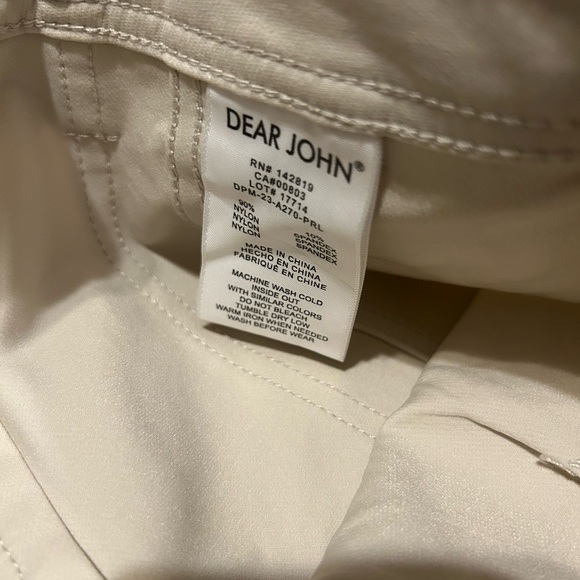 DEAR JOHN®
RN# 142819
CA#00803
LOT# 17714
DPM-23-A270-PRL
90% 10%
NYLON SPANDEX
NYLON SPANDEX
NYLON SPANDEX
MADE IN CHINA
HECHO EN CHINA
FABRIQUÉ EN CHINE
MACHINE WASH COLD
INSIDE OUT
WITH SIMILAR COLORS
DO NOT BLEACH
TUMBLE DRY LOW
WARM IRON WHEN NEEDED
WASH BEFORE WEAR